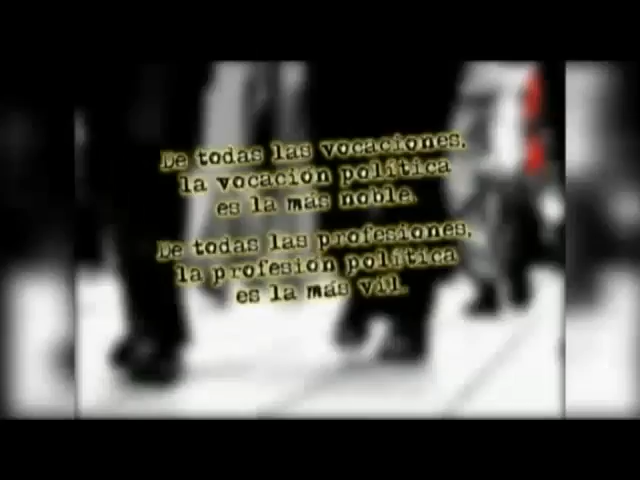 De todas las vocaciones,
la vocación política
es la más noble.
De todas las profesiones,
la profesión política
es la más vil.